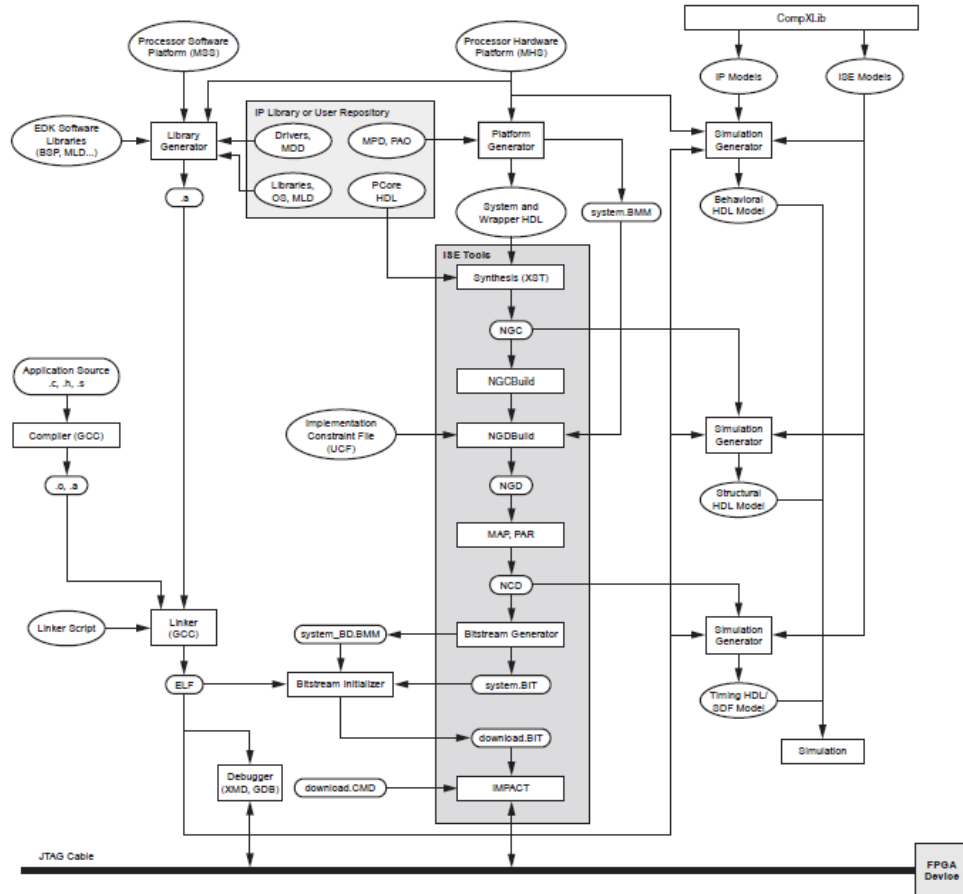 CompXLib
Processor Software
Platform (MSS)
Processor Hardware
Platform (MHS)
IP Models
ISE Models
IP Library or User Repository
EDK Software
Libraries
(BSP, MLD...)
Library
Generator
Drivers,
MDD
MPD, PAO
Platform
Generator
Simulation
Generator
.a
Libraries,
OS, MLD
PCore
HDL
System and
Wrapper HDL
system.BMM
Behavioral
HDL Model
ISE Tools
Synthesis (XST)
NGC
Application Source
.c, .h, .s
NGCBuild
Compiler (GCC)
Implementation
Constraint File
(UCF)
NGDBuild
Simulation
Generator
.o, .a
NGD
Structural
HDL Model
MAP, PAR
NCD
Linker Script
Linker
(GCC)
system_BD.BMM
Bitstream Generator
Simulation
Generator
ELF
Bitstream Initializer
system.BIT
Timing HDL/
SDF Model
download.BIT
Simulation
Debugger
(XMD, GDB)
download.CMD
IMPACT
JTAG Cable
FPGA
Device